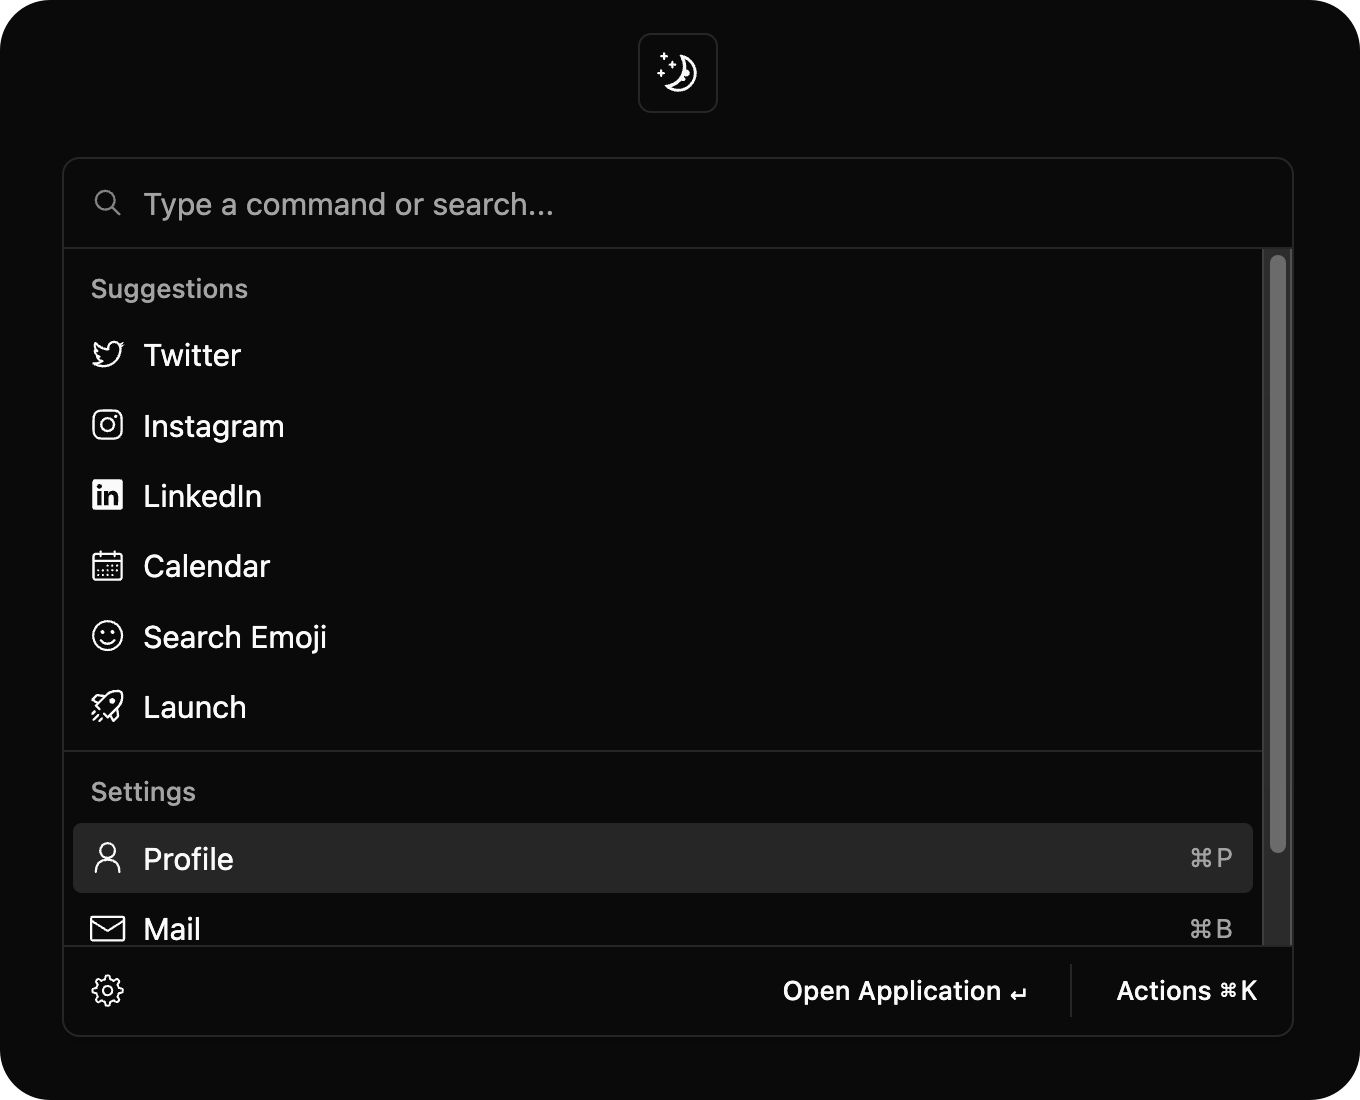 Type a command or search...
Suggestions
Twitter
Instagram
LinkedIn
Calendar
Search Emoji
Launch
Settings
Profile ⌘P
Mail ⌘B
Open Application ↵ Actions ⌘K